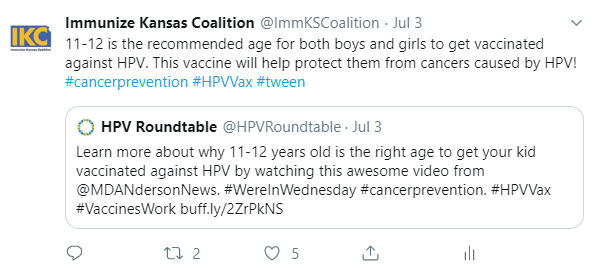 IKC
Immunize Kansas Coalition
Immunize Kansas Coalition @ImmKSCoalition · Jul 3
11-12 is the recommended age for both boys and girls to get vaccinated
against HPV. This vaccine will help protect them from cancers caused by HPV!
#cancerprevention #HPVVax #tween
HPV Roundtable @HPVRoundtable · Jul 3
Learn more about why 11-12 years old is the right age to get your kid
vaccinated against HPV by watching this awesome video from
@MDAndersonNews. #WereInWednesday #cancerprevention. #HPVVax
#VaccinesWork buff.ly/2ZrPkNS
2 5